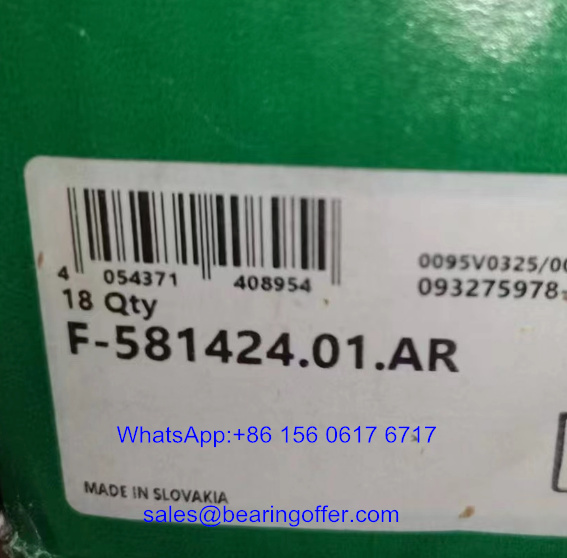 4 054371 408954
18 Qty
0095V0325/00
093275978
F-581424.01.AR
WhatsApp:+86 156 0617 6717
MADE IN SLOVAKIA
sales@bearingoffer.com